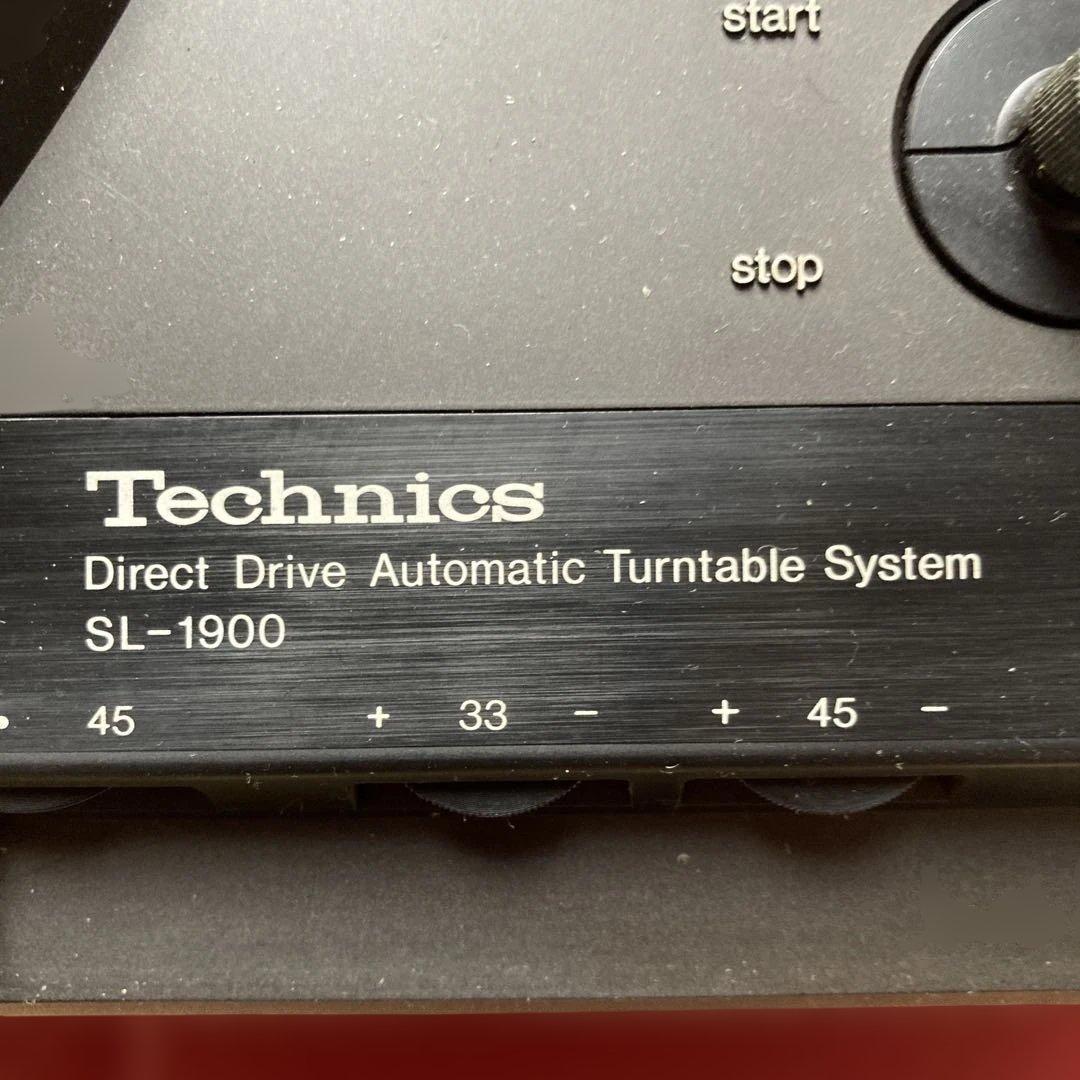 start
stop
Technics
Direct Drive Automatic Turntable System
SL-1900
45 + 33 − + 45 −